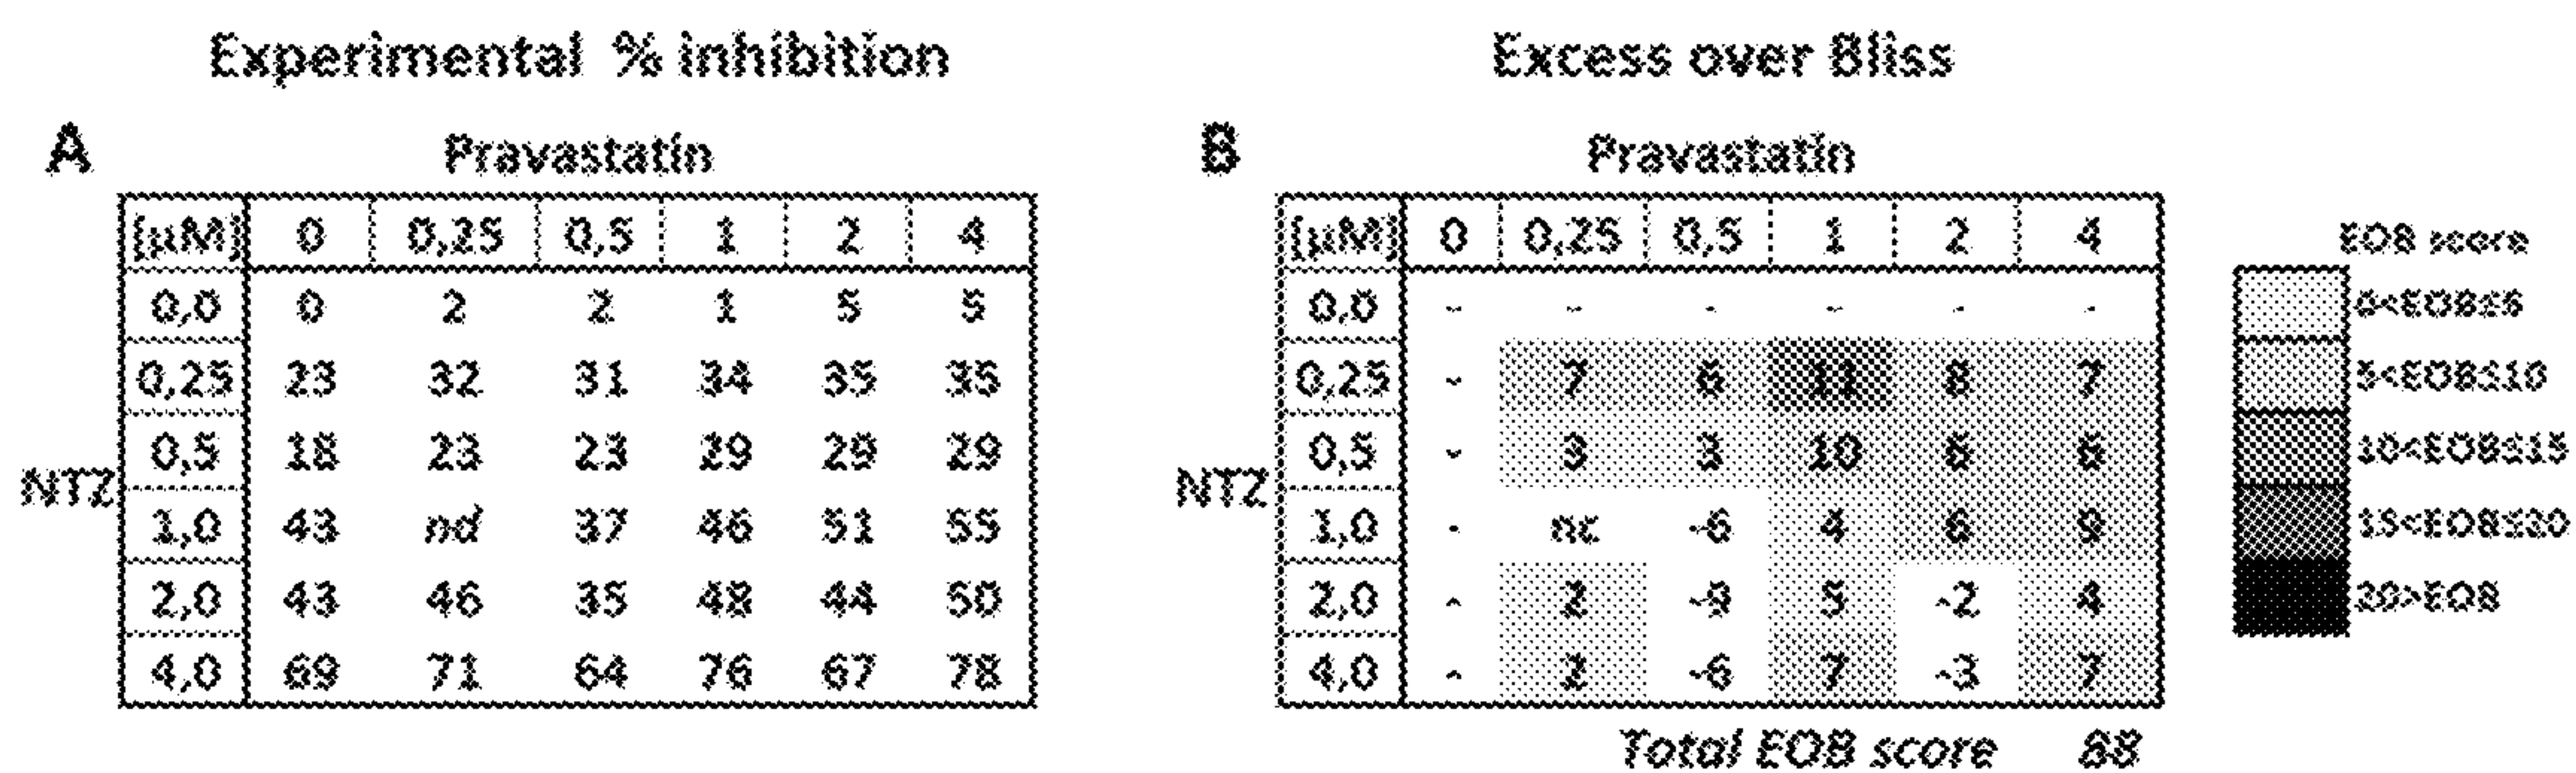 Experimental % inhibition
Excess over Bliss
A
Pravastatin
[µM] 0 0,25 0,5 1 2 4
0,0 0 2 2 1 5 5
0,25 23 32 31 34 35 35
0,5 18 23 23 29 29 29
NTZ
1,0 43 nd 37 46 51 55
2,0 43 46 35 48 44 50
4,0 69 71 64 76 67 78
B
Pravastatin
[µM] 0 0,25 0,5 1 2 4
0,0 - - - - - -
0,25 - 7 6 11 8 7
0,5 - 3 3 10 6 6
NTZ
1,0 - nc -6 4 6 9
2,0 - 2 -9 5 -2 4
4,0 - 2 -6 7 -3 7
Total EOB score 88
EOB score
0<EOB≤5
5<EOB≤10
10<EOB≤15
15<EOB≤20
20>EOB